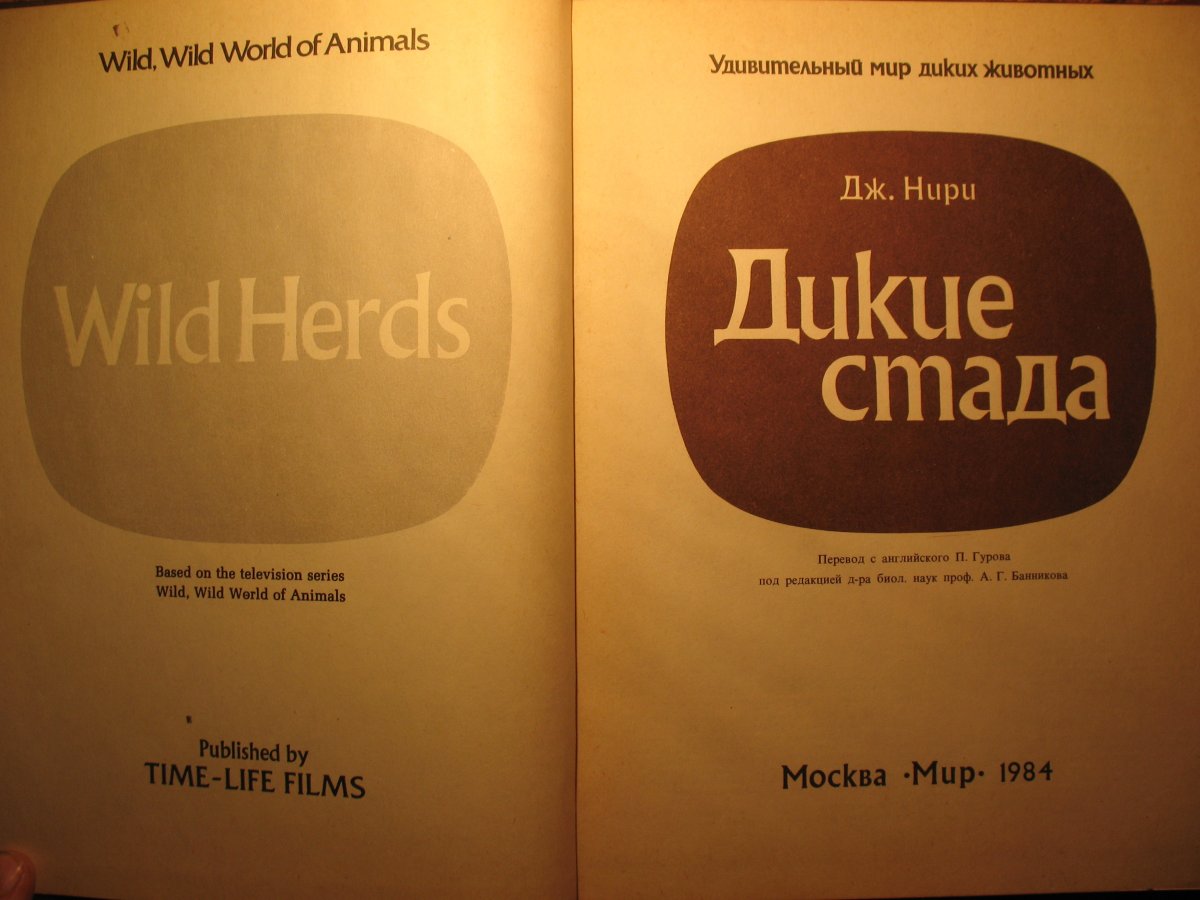 Wild, Wild World of Animals
Wild Herds
Based on the television series
Wild, Wild World of Animals
Published by
TIME-LIFE FILMS
Удивительный мир диких животных
Дж. Нири
Дикие
стада
Перевод с английского П. Гурова
под редакцией д-ра биол. наук проф. А. Г. Банникова
Москва ·Мир· 1984